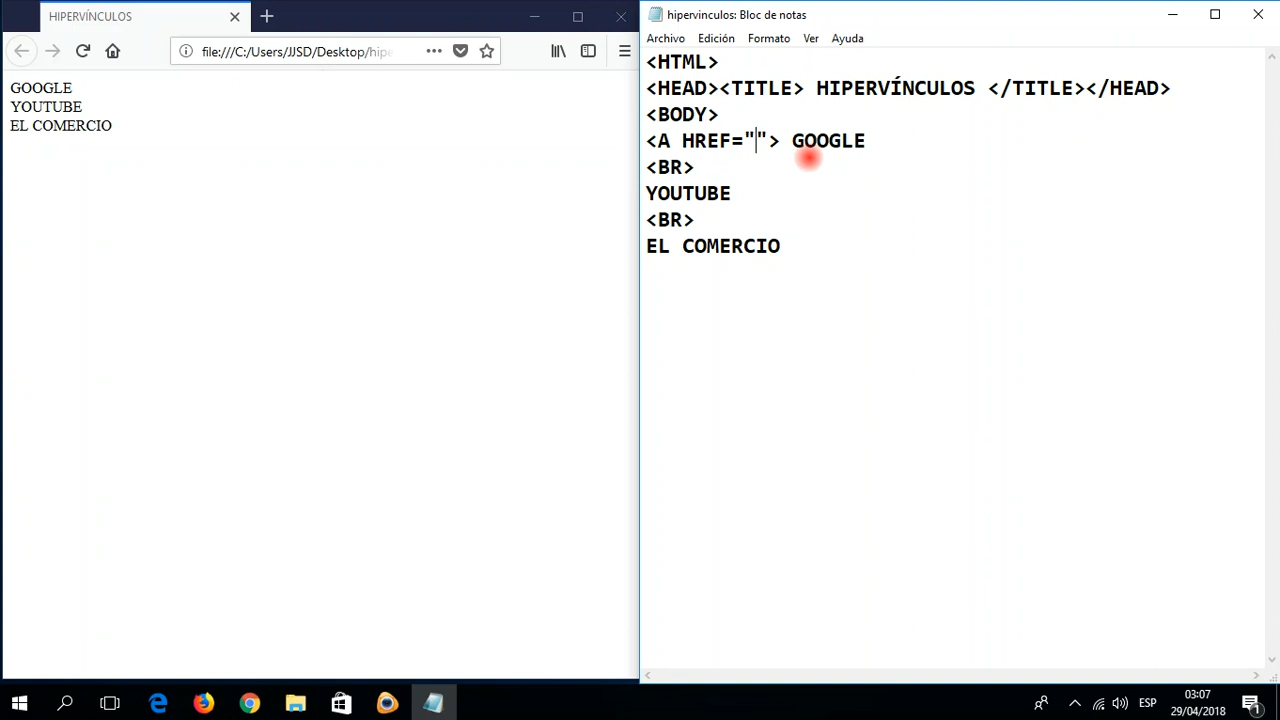 HIPERVÍNCULOS
file:///C:/Users/JJSD/Desktop/hipe
GOOGLE
YOUTUBE
EL COMERCIO
hipervinculos: Bloc de notas
Archivo Edición Formato Ver Ayuda
<HTML>
<HEAD><TITLE> HIPERVÍNCULOS </TITLE></HEAD>
<BODY>
<A HREF=""> GOOGLE
<BR>
YOUTUBE
<BR>
EL COMERCIO
ESP
03:07
29/04/2018
1